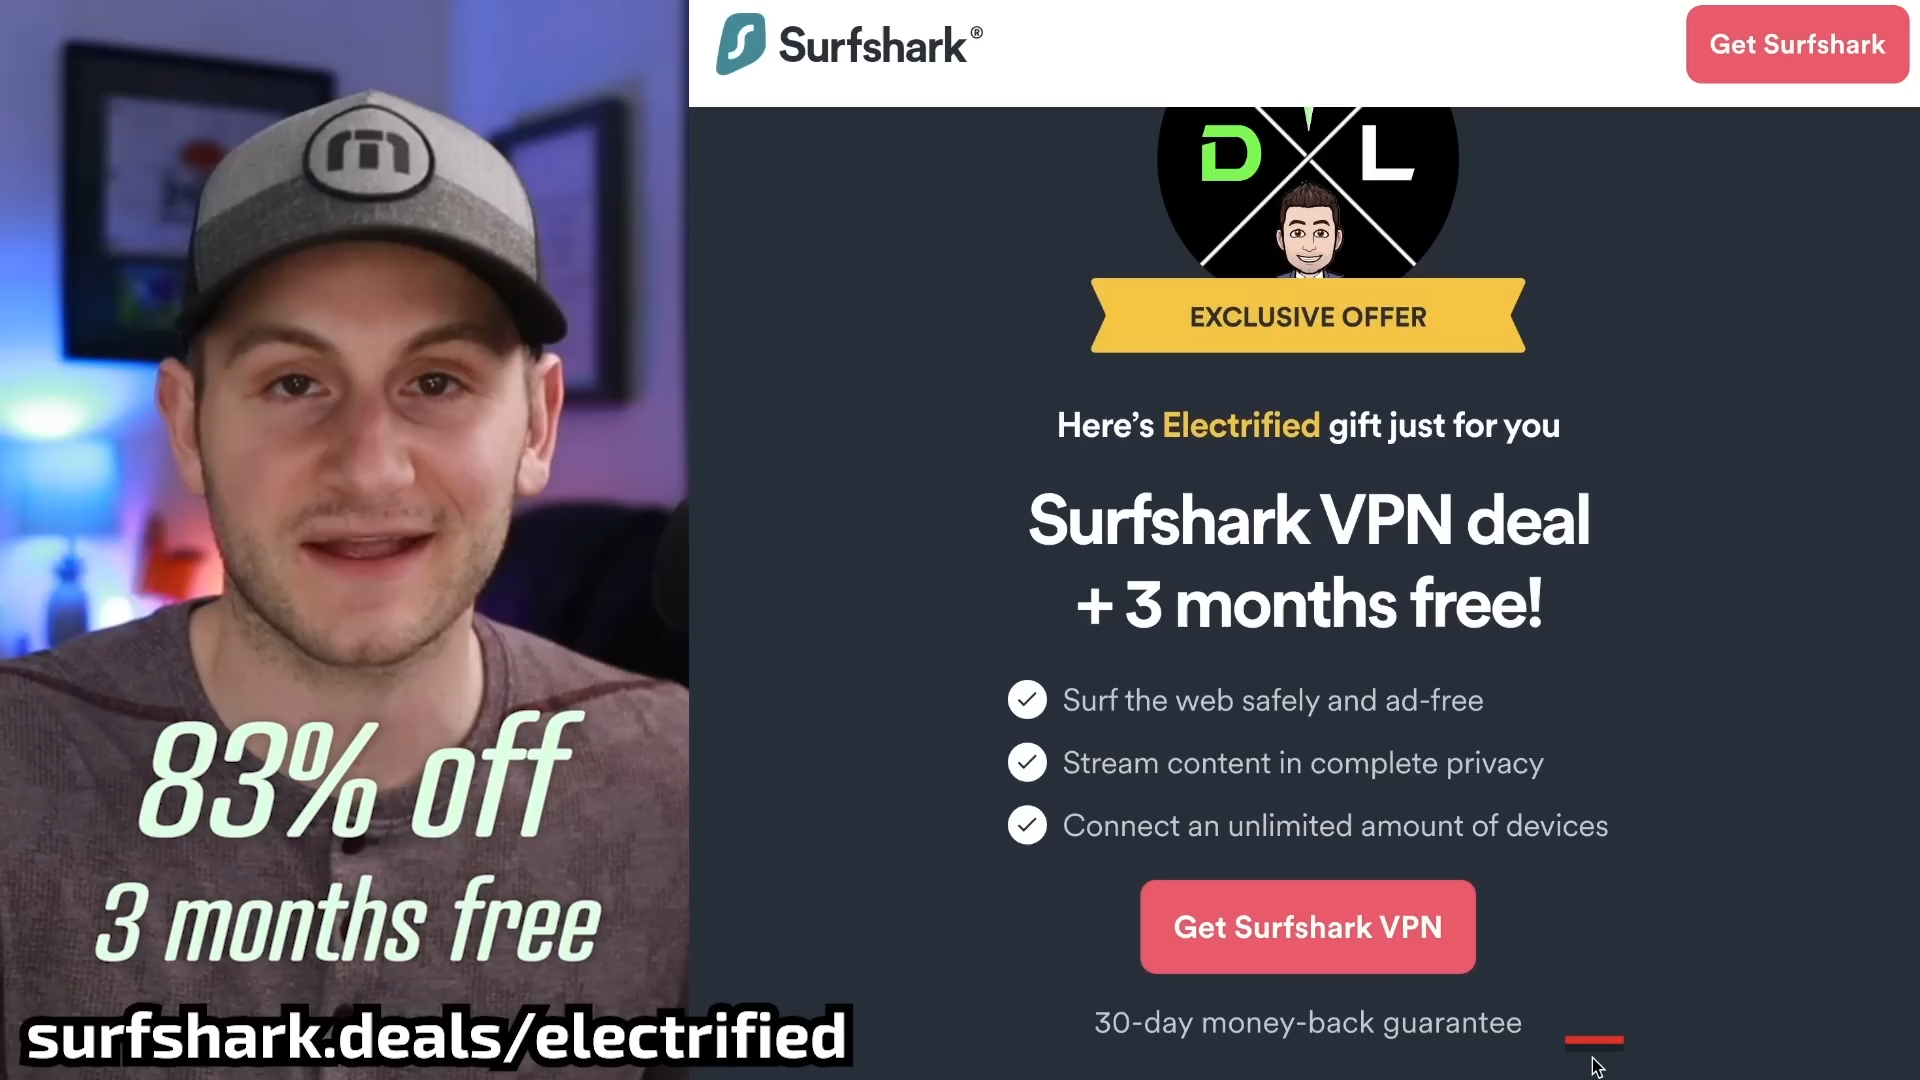 Surfshark®
Get Surfshark
D L
EXCLUSIVE OFFER
Here's Electrified gift just for you
Surfshark VPN deal
+ 3 months free!
Surf the web safely and ad-free
Stream content in complete privacy
Connect an unlimited amount of devices
Get Surfshark VPN
30-day money-back guarantee
83% off
3 months free
surfshark.deals/electrified